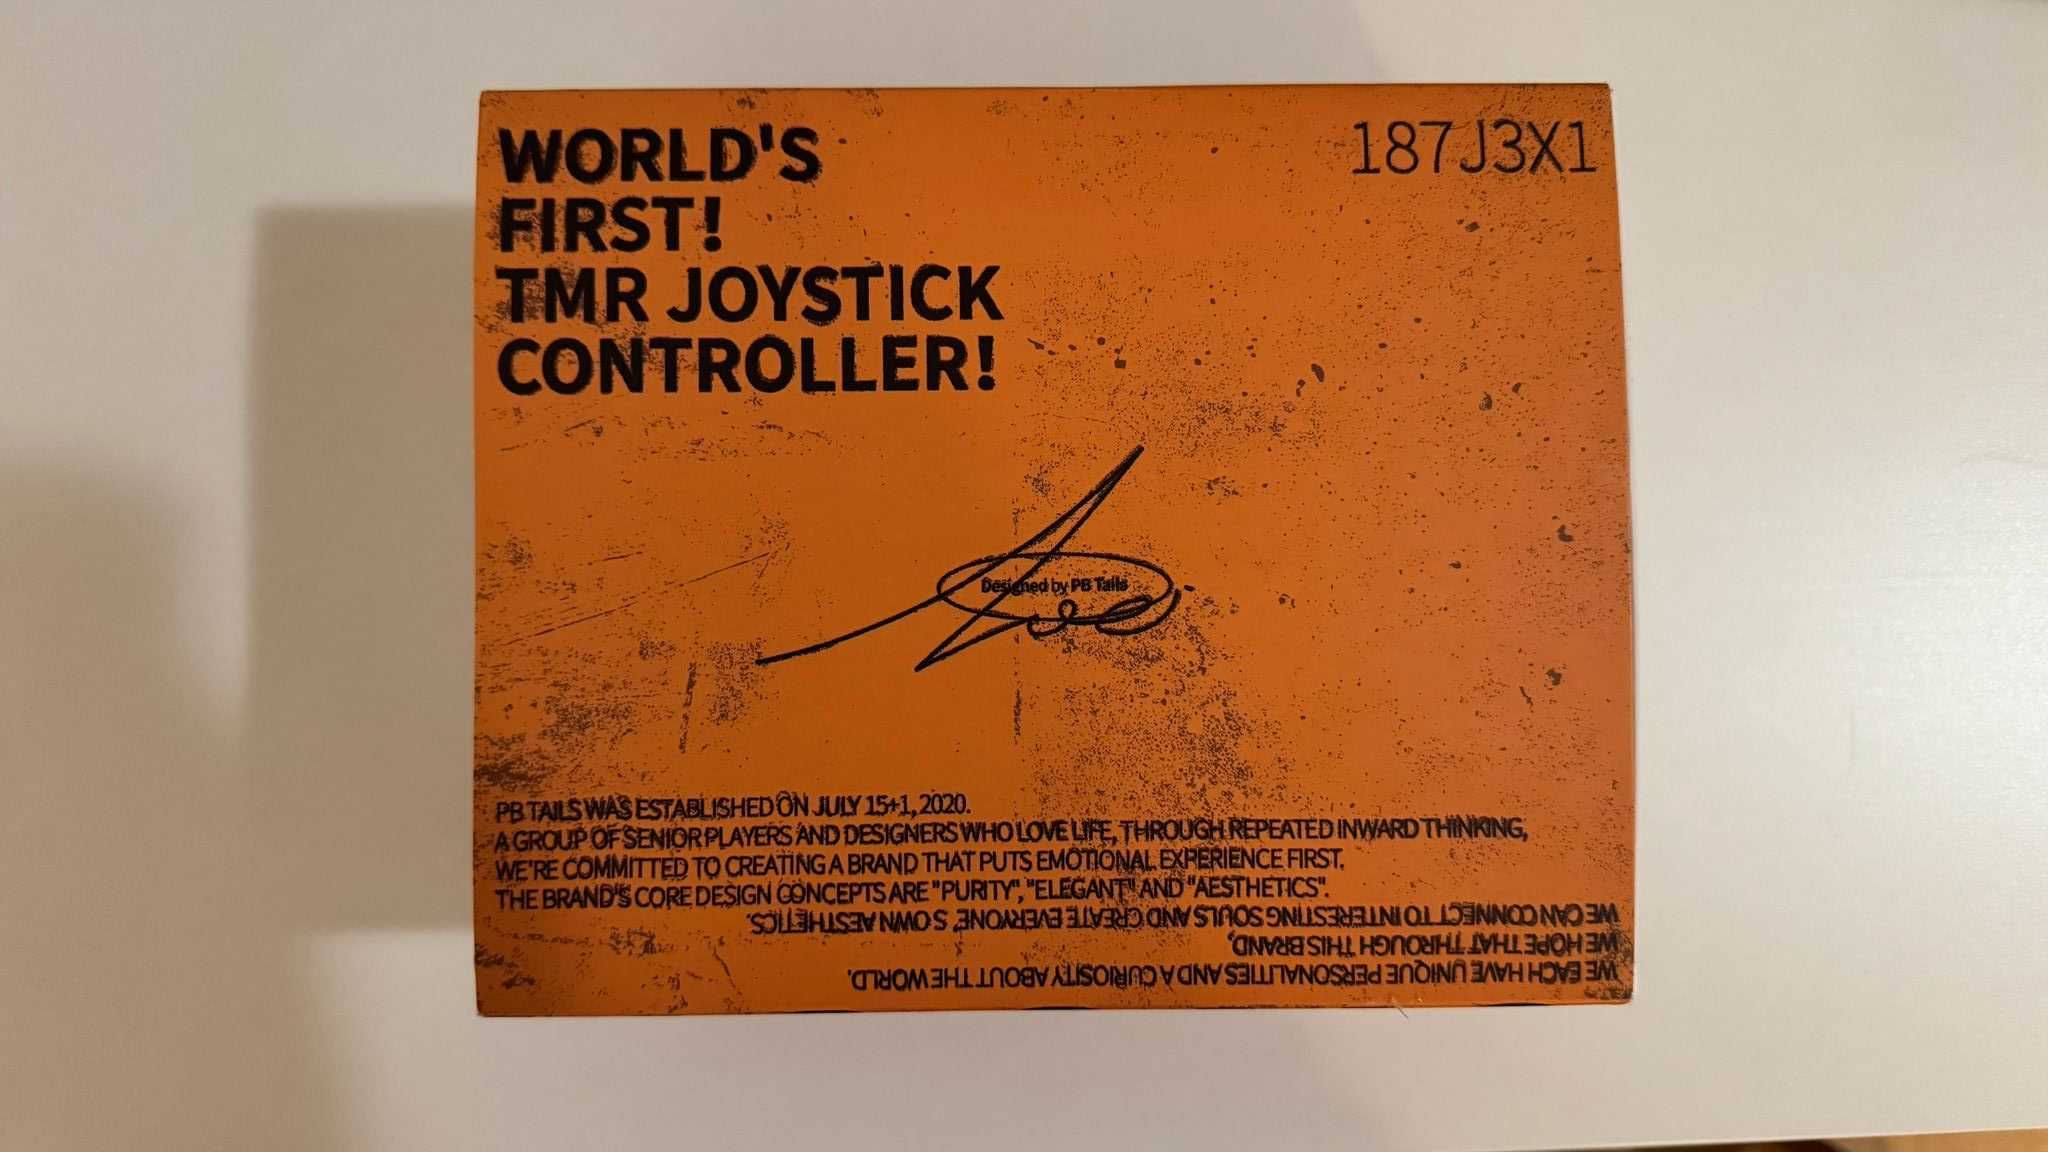 WORLD'S
FIRST!
TMR JOYSTICK
CONTROLLER!
187J3X1
Designed by PB Tails
PB TAILS WAS ESTABLISHED ON JULY 15+1, 2020.
A GROUP OF SENIOR PLAYERS AND DESIGNERS WHO LOVE LIFE, THROUGH REPEATED INWARD THINKING,
WE'RE COMMITTED TO CREATING A BRAND THAT PUTS EMOTIONAL EXPERIENCE FIRST.
THE BRAND'S CORE DESIGN CONCEPTS ARE "PURITY", "ELEGANT" AND "AESTHETICS".
WE EACH HAVE UNIQUE PERSONALITIES AND A CURIOSITY ABOUT THE WORLD.
WE HOPE THAT THROUGH THIS BRAND,
WE CAN CONNECT TO INTERESTING SOULS AND CREATE EVERYONE'S OWN AESTHETICS.